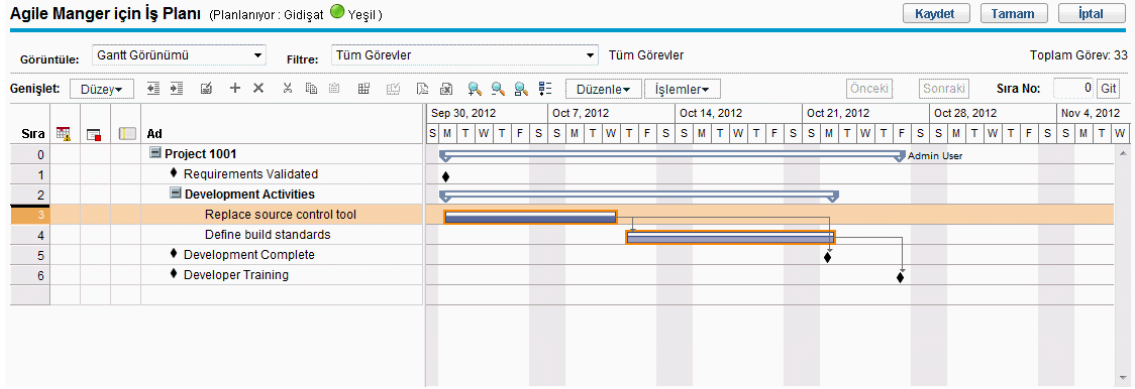 Agile Manger için İş Planı (Planlanıyor : Gidişat Yeşil ) Kaydet Tamam İptal
Görüntüle: Gantt Görünümü Filtre: Tüm Görevler Tüm Görevler Toplam Görev: 33
Genişlet: Düzey Düzenle İşlemler Önceki Sonraki Sıra No: 0 Git
Sep 30, 2012 Oct 7, 2012 Oct 14, 2012 Oct 21, 2012 Oct 28, 2012 Nov 4, 2012
Sıra Ad S M T W T F S S M T W T F S S M T W T F S S M T W T F S S M T W T F S S M T W
0 Project 1001 Admin User
1 Requirements Validated
2 Development Activities
3 Replace source control tool
4 Define build standards
5 Development Complete
6 Developer Training